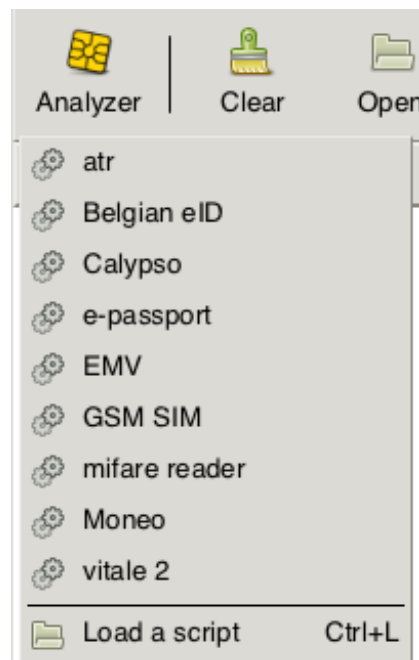 Analyzer Clear Open
atr
Belgian eID
Calypso
e-passport
EMV
GSM SIM
mifare reader
Moneo
vitale 2
Load a script Ctrl+L